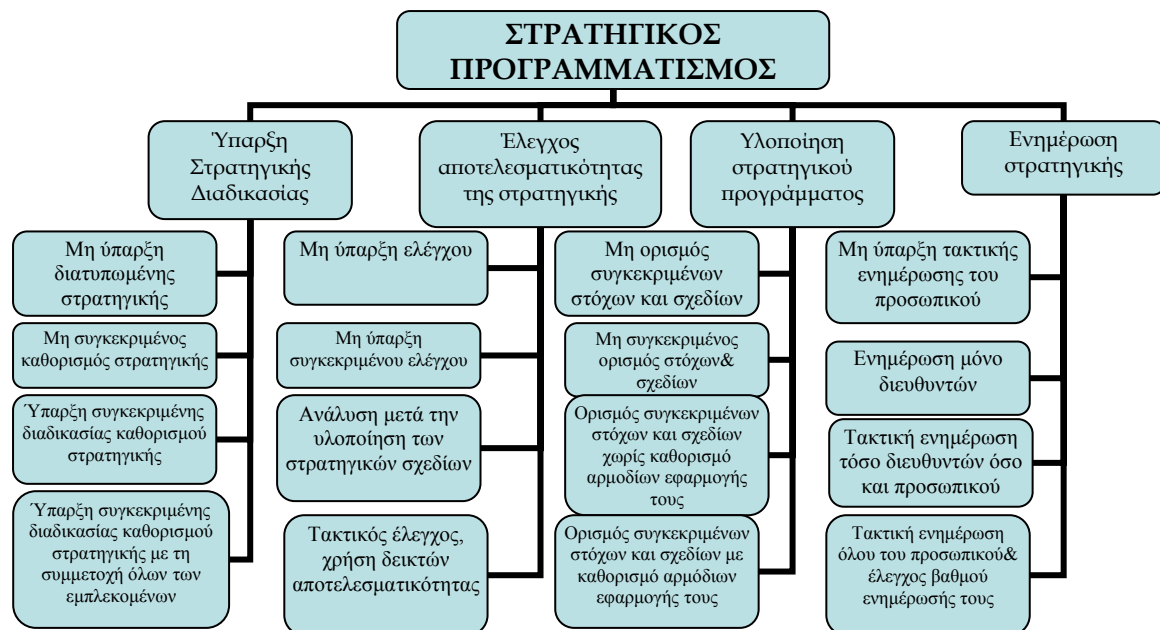 ΣΤΡΑΤΗΓΙΚΟΣ
ΠΡΟΓΡΑΜΜΑΤΙΣΜΟΣ
Ύπαρξη
Στρατηγικής
Διαδικασίας
Μη ύπαρξη
διατυπωμένης
στρατηγικής
Μη συγκεκριμένος
καθορισμός στρατηγικής
Ύπαρξη συγκεκριμένης
διαδικασίας καθορισμού
στρατηγικής
Ύπαρξη συγκεκριμένης
διαδικασίας καθορισμού
στρατηγικής με τη
συμμετοχή όλων των
εμπλεκομένων
Έλεγχος
αποτελεσματικότητας
της στρατηγικής
Μη ύπαρξη ελέγχου
Μη ύπαρξη
συγκεκριμένου ελέγχου
Ανάλυση μετά την
υλοποίηση των
στρατηγικών σχεδίων
Τακτικός έλεγχος,
χρήση δεικτών
αποτελεσματικότητας
Υλοποίηση
στρατηγικού
προγράμματος
Μη ορισμός
συγκεκριμένων
στόχων και σχεδίων
Μη συγκεκριμένος
ορισμός στόχων&
σχεδίων
Ορισμός συγκεκριμένων
στόχων και σχεδίων
χωρίς καθορισμό
αρμοδίων εφαρμογής
τους
Ορισμός συγκεκριμένων
στόχων και σχεδίων με
καθορισμό αρμόδιων
εφαρμογής τους
Ενημέρωση
στρατηγικής
Μη ύπαρξη τακτικής
ενημέρωσης του
προσωπικού
Ενημέρωση μόνο
διευθυντών
Τακτική ενημέρωση
τόσο διευθυντών όσο
και προσωπικού
Τακτική ενημέρωση
όλου του προσωπικού&
έλεγχος βαθμού
ενημέρωσής τους